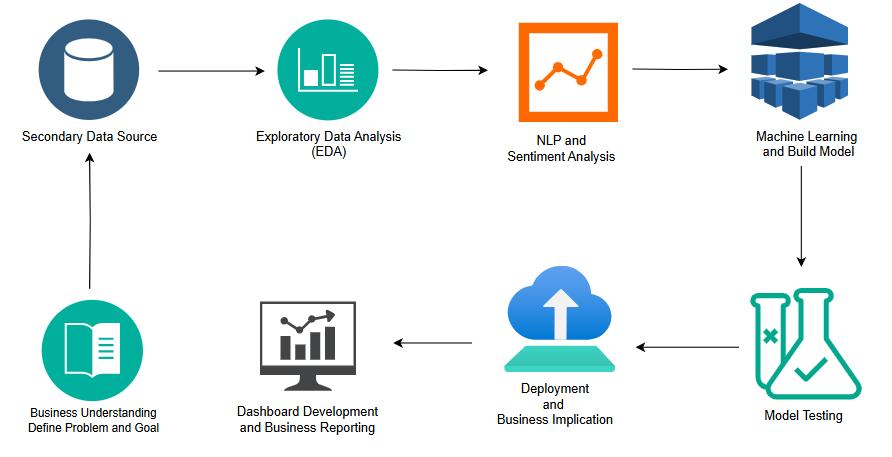 Secondary Data Source
Exploratory Data Analysis
(EDA)
NLP and
Sentiment Analysis
Machine Learning
and Build Model
Business Understanding
Define Problem and Goal
Dashboard Development
and Business Reporting
Deployment
and
Business Implication
Model Testing